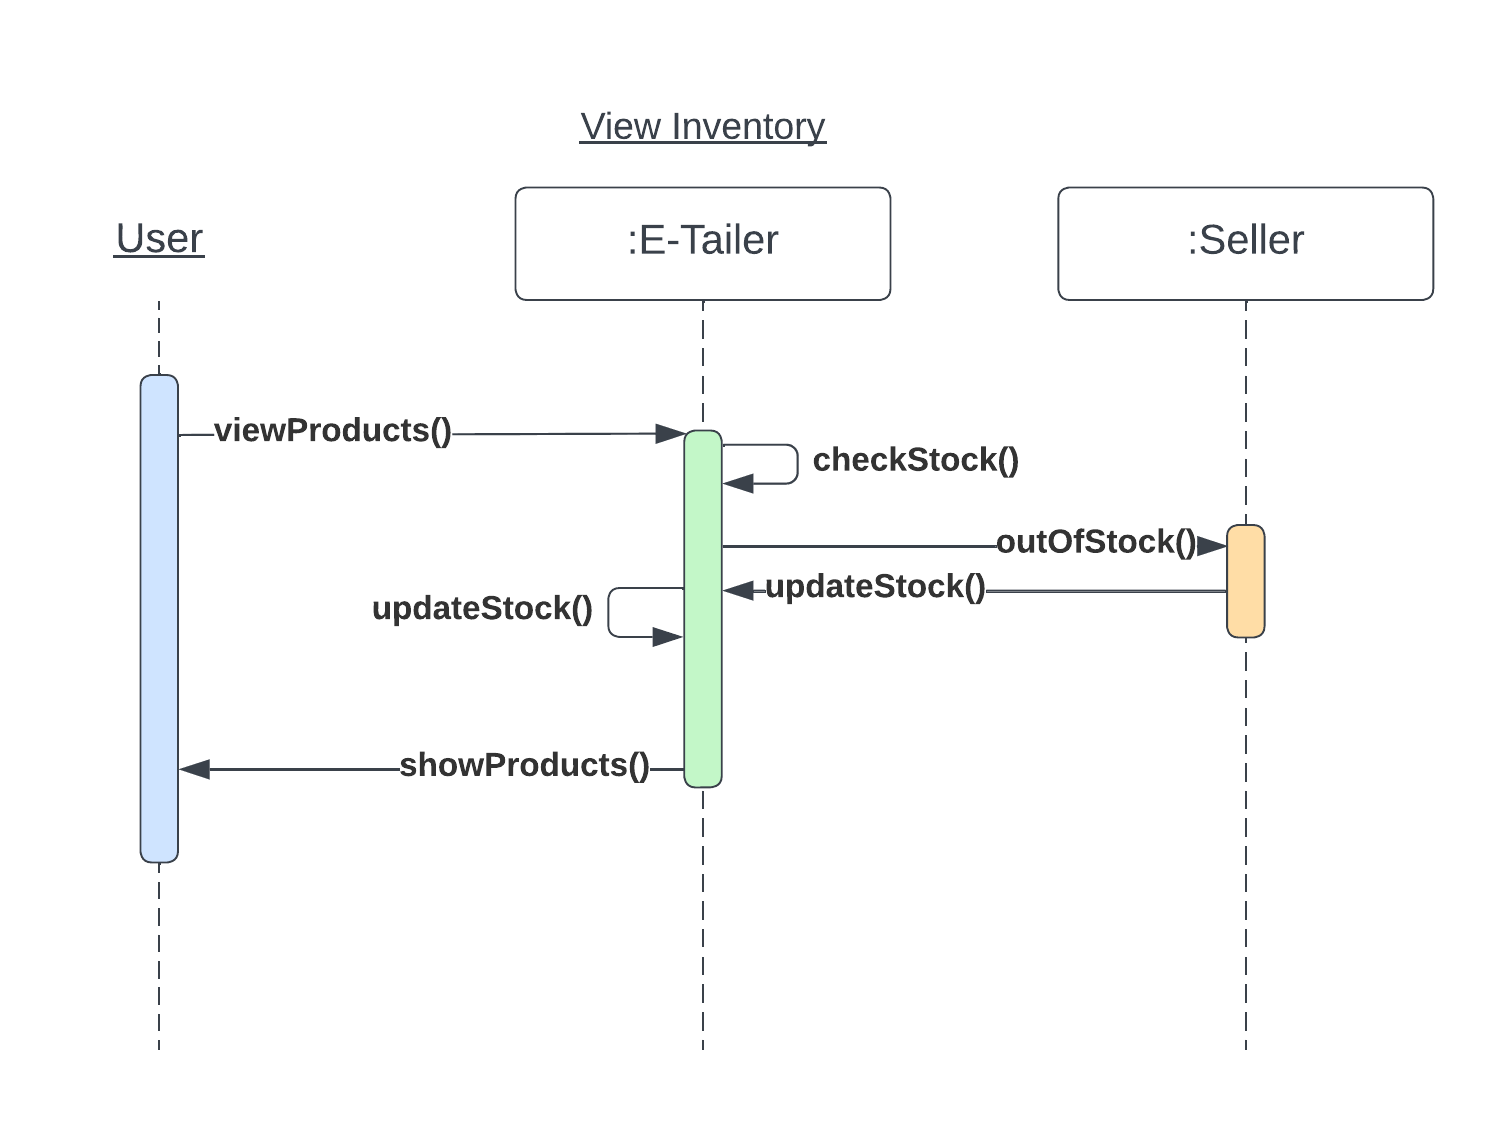 View Inventory
User
:E-Tailer
:Seller
viewProducts()
checkStock()
outOfStock()
updateStock()
updateStock()
showProducts()